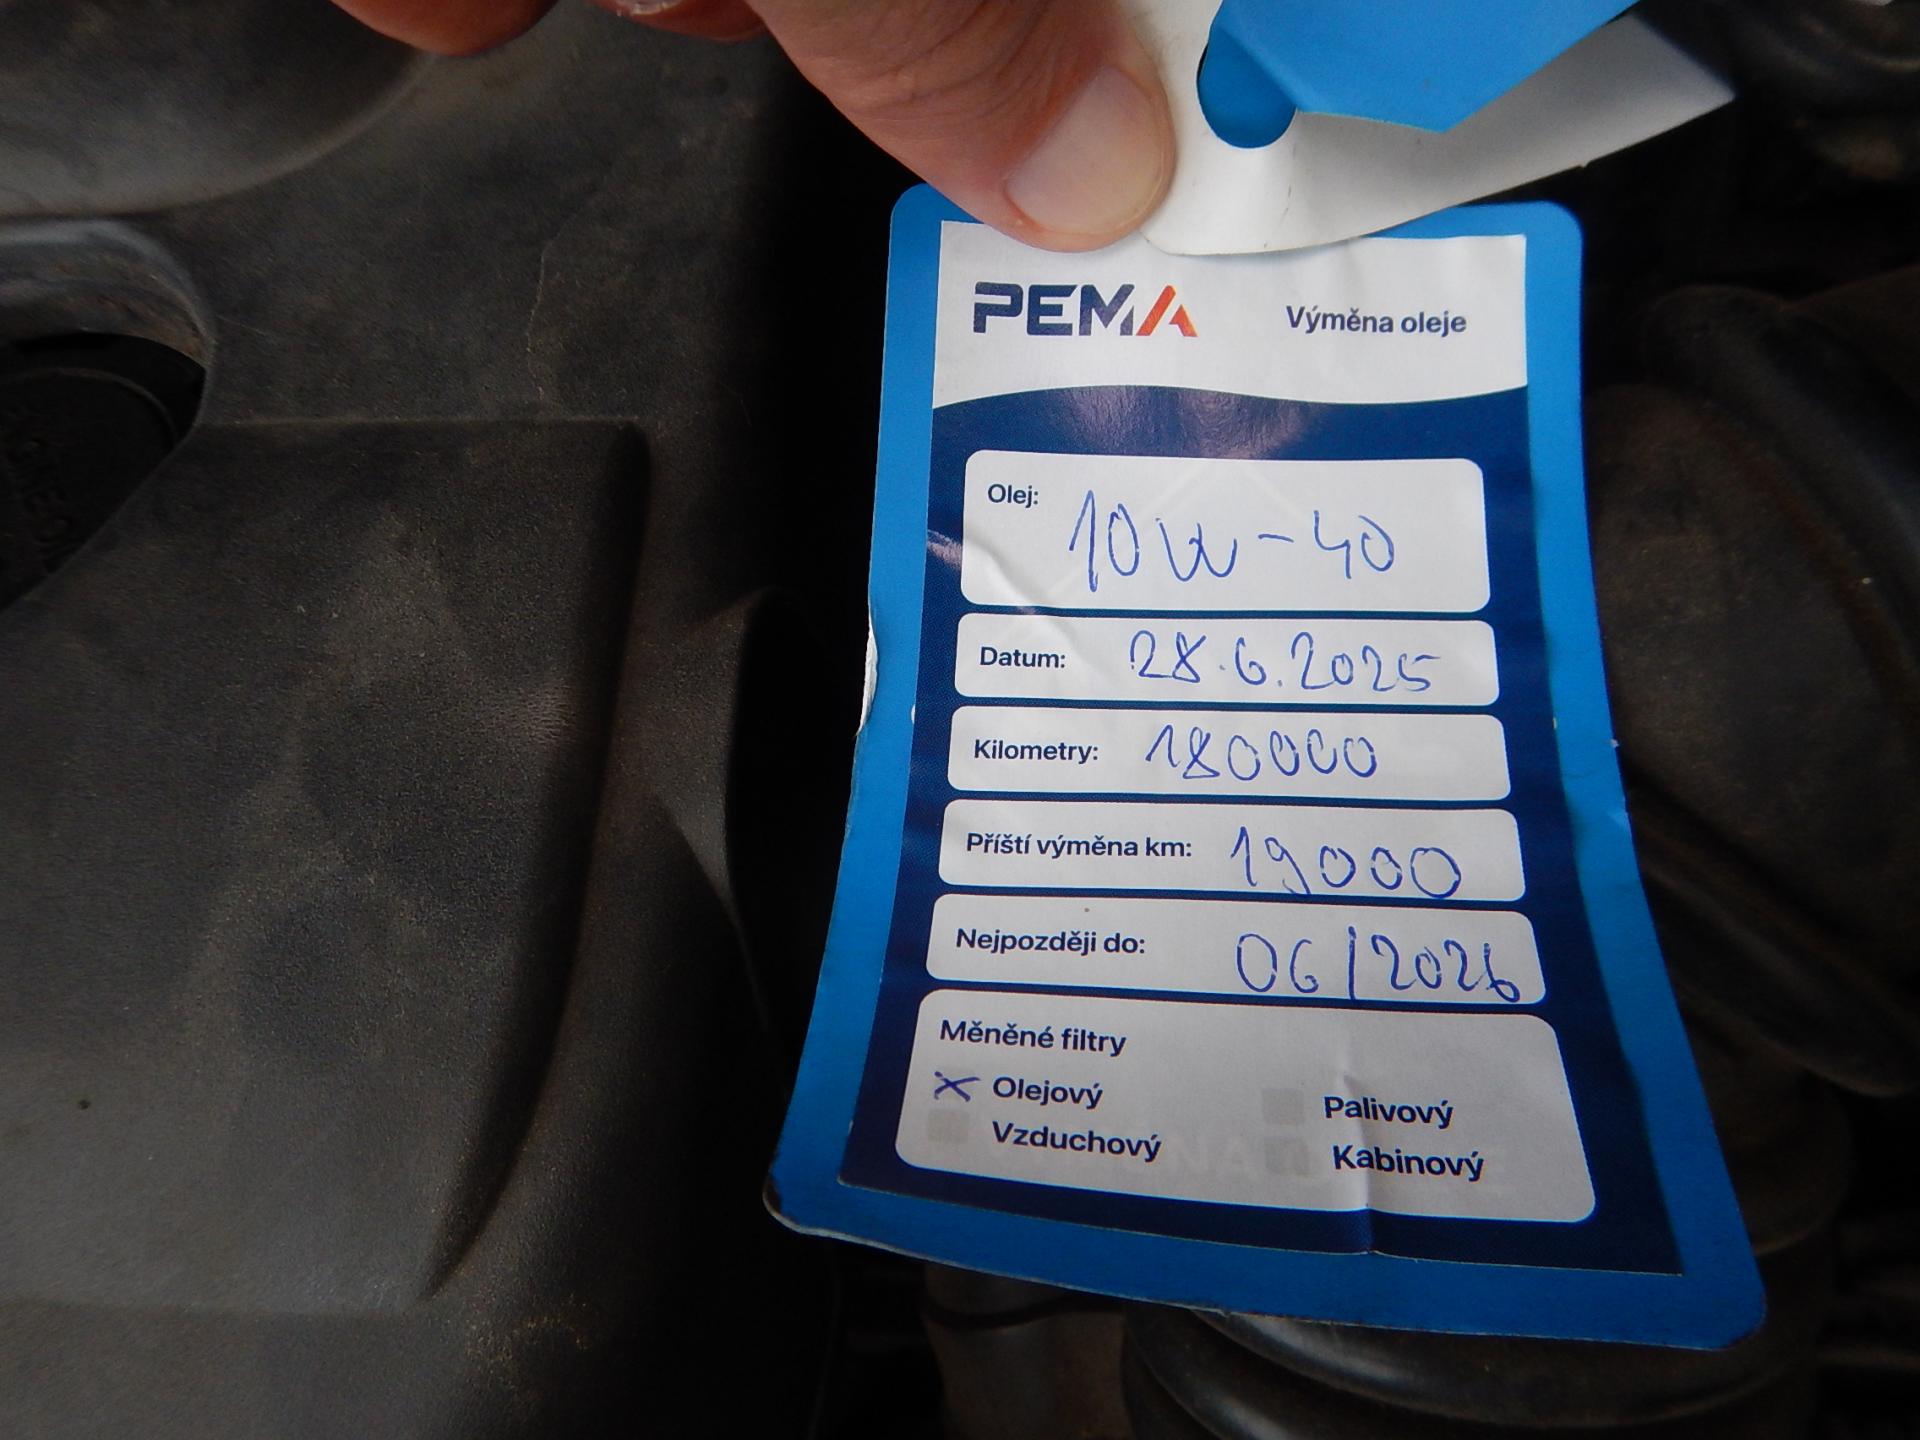 PEMA
Výměna oleje
Olej: 10W-40
Datum: 28.6.2025
Kilometry: 180000
Příští výměna km: 19000
Nejpozději do: 06/2026
Měněné filtry
Olejový
Palivový
Vzduchový
Kabinový